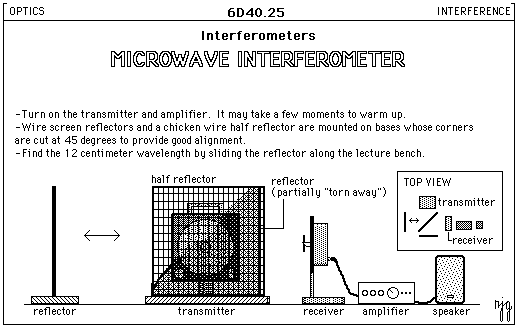 OPTICS
6D40.25
INTERFERENCE
Interferometers
MICROWAVE INTERFEROMETER
-Turn on the transmitter and amplifier. It may take a few moments to warm up.
-Wire screen reflectors and a chicken wire half reflector are mounted on bases whose corners
are cut at 45 degrees to provide good alignment.
-Find the 12 centimeter wavelength by sliding the reflector along the lecture bench.
half reflector
reflector
(partially "torn away")
TOP VIEW
transmitter
receiver
reflector
transmitter
receiver
amplifier
speaker
njg